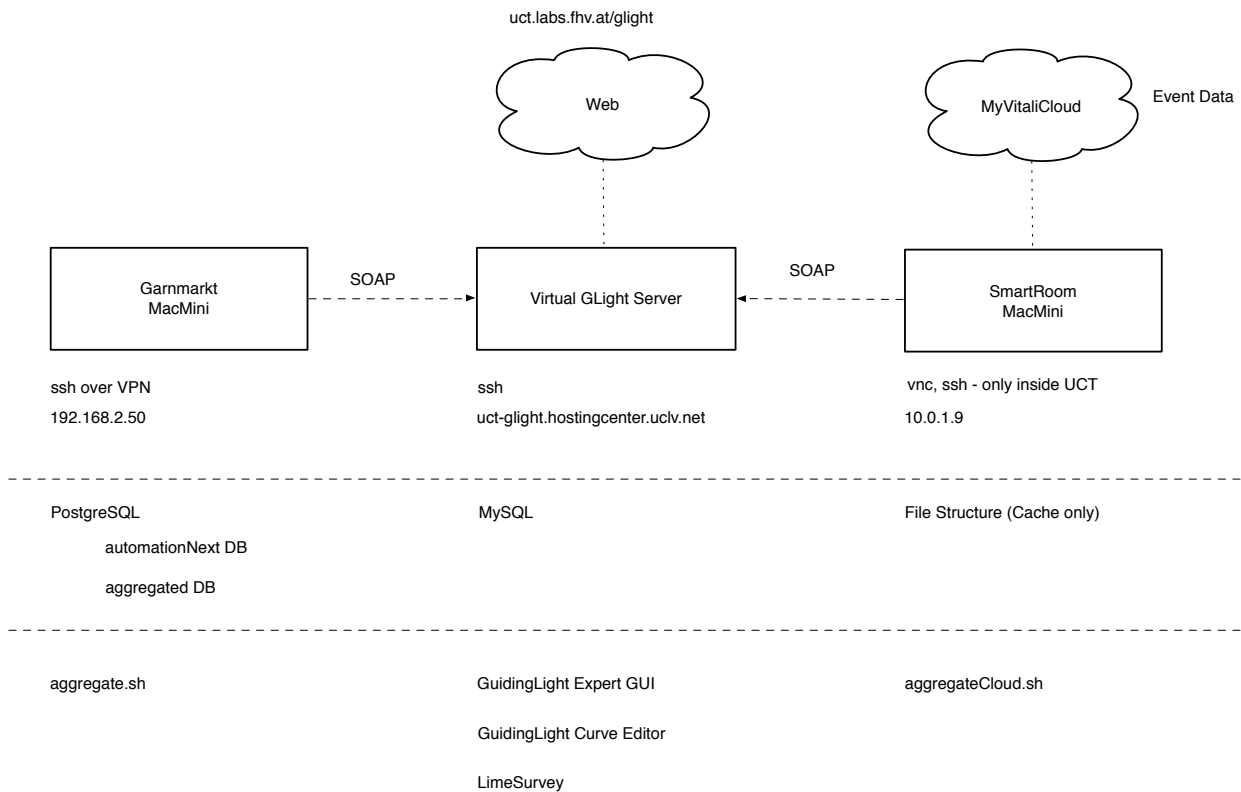 uct.labs.fhv.at/glight
Web
MyVitaliCloud
Event Data
Garnmarkt
MacMini
SOAP
Virtual GLight Server
SOAP
SmartRoom
MacMini
ssh over VPN
192.168.2.50
ssh
uct-glight.hostingcenter.uclv.net
vnc, ssh - only inside UCT
10.0.1.9
PostgreSQL
automationNext DB
aggregated DB
MySQL
File Structure (Cache only)
aggregate.sh
GuidingLight Expert GUI
GuidingLight Curve Editor
LimeSurvey
aggregateCloud.sh